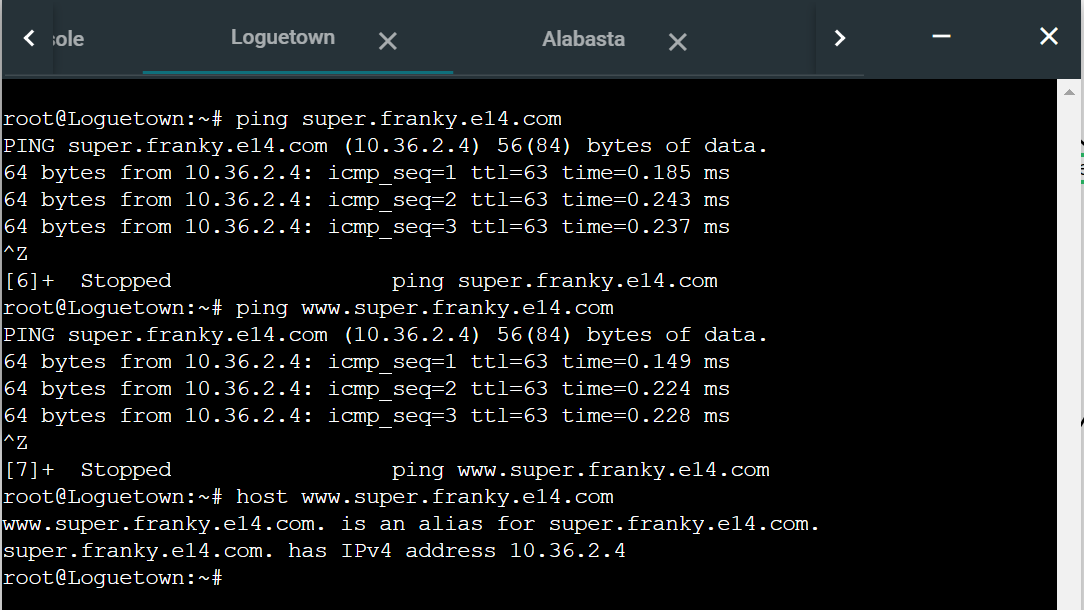 sole
Loguetown
Alabasta
root@Loguetown:~# ping super.franky.e14.com
PING super.franky.e14.com (10.36.2.4) 56(84) bytes of data.
64 bytes from 10.36.2.4: icmp_seq=1 ttl=63 time=0.185 ms
64 bytes from 10.36.2.4: icmp_seq=2 ttl=63 time=0.243 ms
64 bytes from 10.36.2.4: icmp_seq=3 ttl=63 time=0.237 ms
^Z
[6]+  Stopped                 ping super.franky.e14.com
root@Loguetown:~# ping www.super.franky.e14.com
PING super.franky.e14.com (10.36.2.4) 56(84) bytes of data.
64 bytes from 10.36.2.4: icmp_seq=1 ttl=63 time=0.149 ms
64 bytes from 10.36.2.4: icmp_seq=2 ttl=63 time=0.224 ms
64 bytes from 10.36.2.4: icmp_seq=3 ttl=63 time=0.228 ms
^Z
[7]+  Stopped                 ping www.super.franky.e14.com
root@Loguetown:~# host www.super.franky.e14.com
www.super.franky.e14.com. is an alias for super.franky.e14.com.
super.franky.e14.com. has IPv4 address 10.36.2.4
root@Loguetown:~#